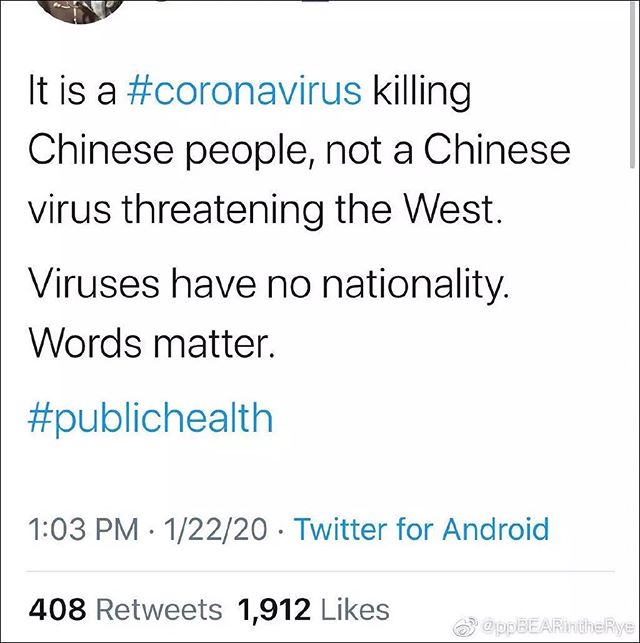 It is a #coronavirus killing
Chinese people, not a Chinese
virus threatening the West.
Viruses have no nationality.
Words matter.
#publichealth
1:03 PM · 1/22/20 · Twitter for Android
408 Retweets 1,912 Likes
@ppBEARintheRye